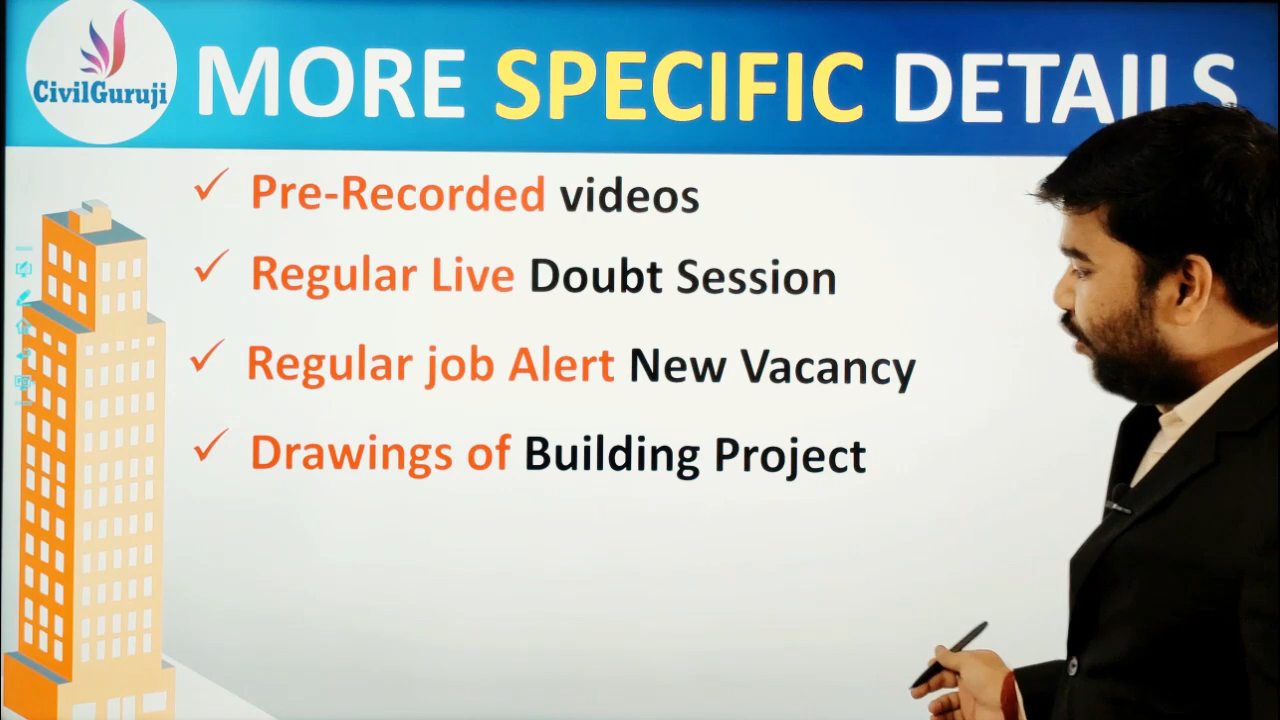 CivilGuruji
MORE SPECIFIC DETAILS
✓ Pre-Recorded videos
✓ Regular Live Doubt Session
✓ Regular job Alert New Vacancy
✓ Drawings of Building Project